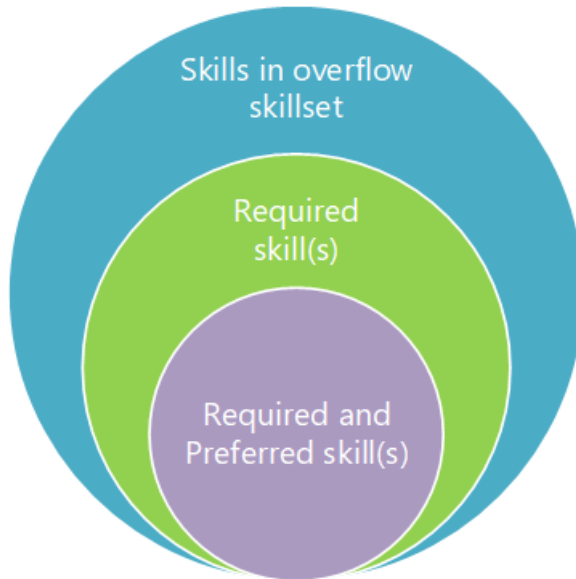 Skills in overflow
skillset
Required
skill(s)
Required and
Preferred skill(s)